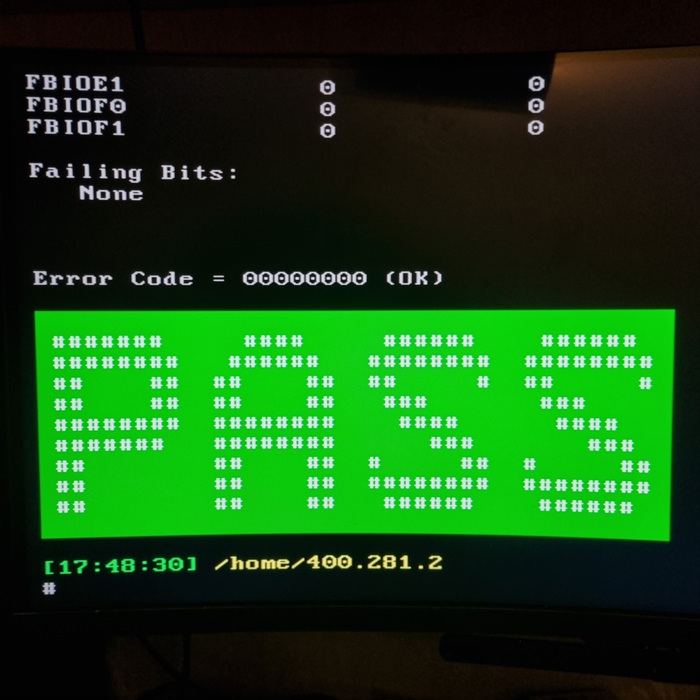 FBIOE1 0 0
FBIOF0 0 0
FBIOF1 0 0
Failing Bits:
None
Error Code = 00000000 (OK)
PASS
[17:48:30] /home/400.281.2
#